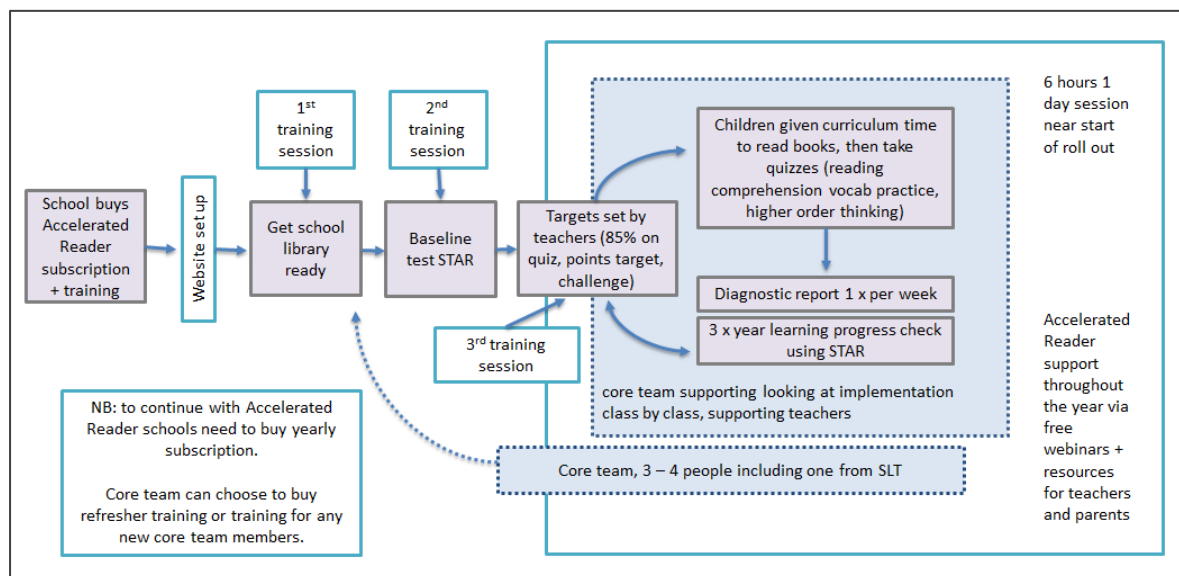 1st
training
session
2nd
training
session
6 hours 1
day session
near start
of roll out
Children given curriculum time
to read books, then take
quizzes (reading
comprehension vocab practice,
higher order thinking)
School buys
Accelerated
Reader
subscription
+ training
Website set up
Get school
library
ready
Baseline
test STAR
Targets set by
teachers (85% on
quiz, points target,
challenge)
Diagnostic report 1 x per week
3 x year learning progress check
using STAR
3rd training
session
core team supporting looking at implementation
class by class, supporting teachers
Accelerated
Reader
support
throughout
the year via
free
webinars +
resources
for teachers
and parents
NB: to continue with Accelerated
Reader schools need to buy yearly
subscription.
Core team can choose to buy
refresher training or training for any
new core team members.
Core team, 3 – 4 people including one from SLT